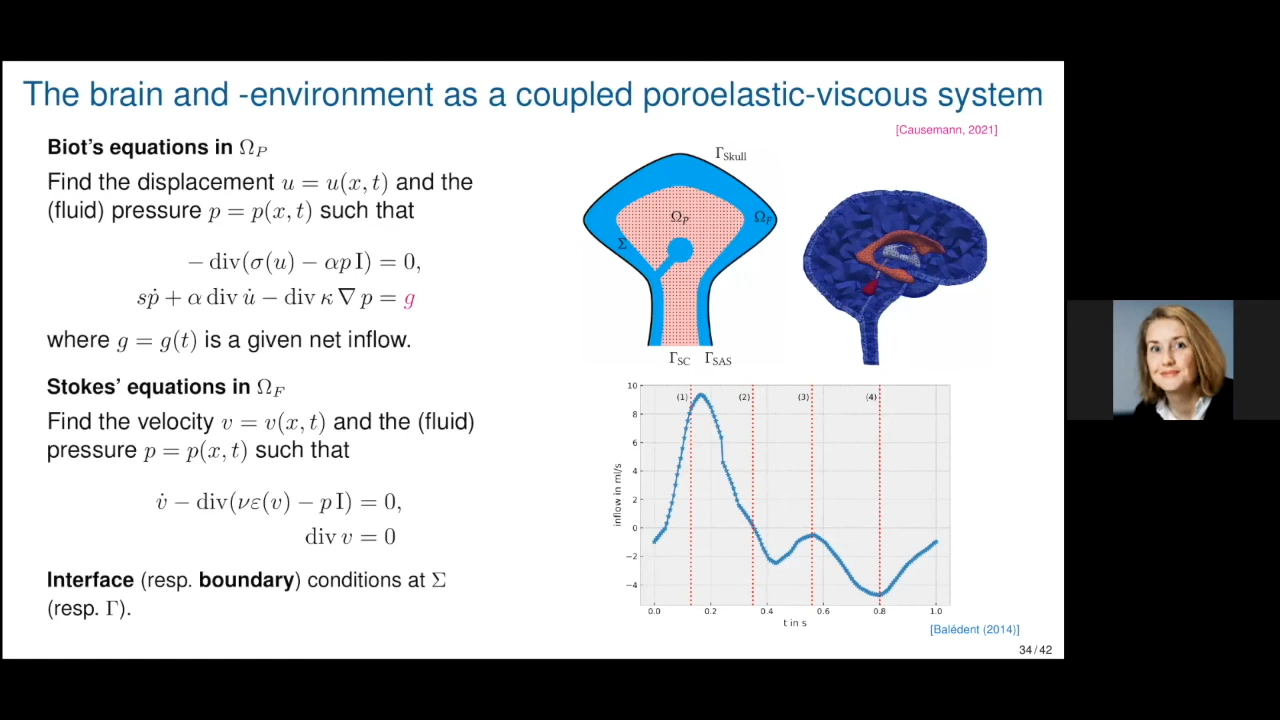 The brain and -environment as a coupled poroelastic-viscous system
[Causemann, 2021]
Biot's equations in Ω_P
Find the displacement u = u(x, t) and the
(fluid) pressure p = p(x, t) such that
− div(σ(u) − αp I) = 0,
sṗ + α div u̇ − div κ ∇ p = g
where g = g(t) is a given net inflow.
Stokes' equations in Ω_F
Find the velocity v = v(x, t) and the (fluid)
pressure p = p(x, t) such that
v̇ − div(νε(v) − p I) = 0,
div v = 0
Interface (resp. boundary) conditions at Σ
(resp. Γ).
Γ_Skull
Ω_P
Ω_F
Σ
Γ_SC Γ_SAS
(1) (2) (3) (4)
10
8
6
4
2
0
−2
−4
inflow in ml/s
0.0 0.2 0.4 0.6 0.8 1.0
t in s
[Balédent (2014)]
34 / 42